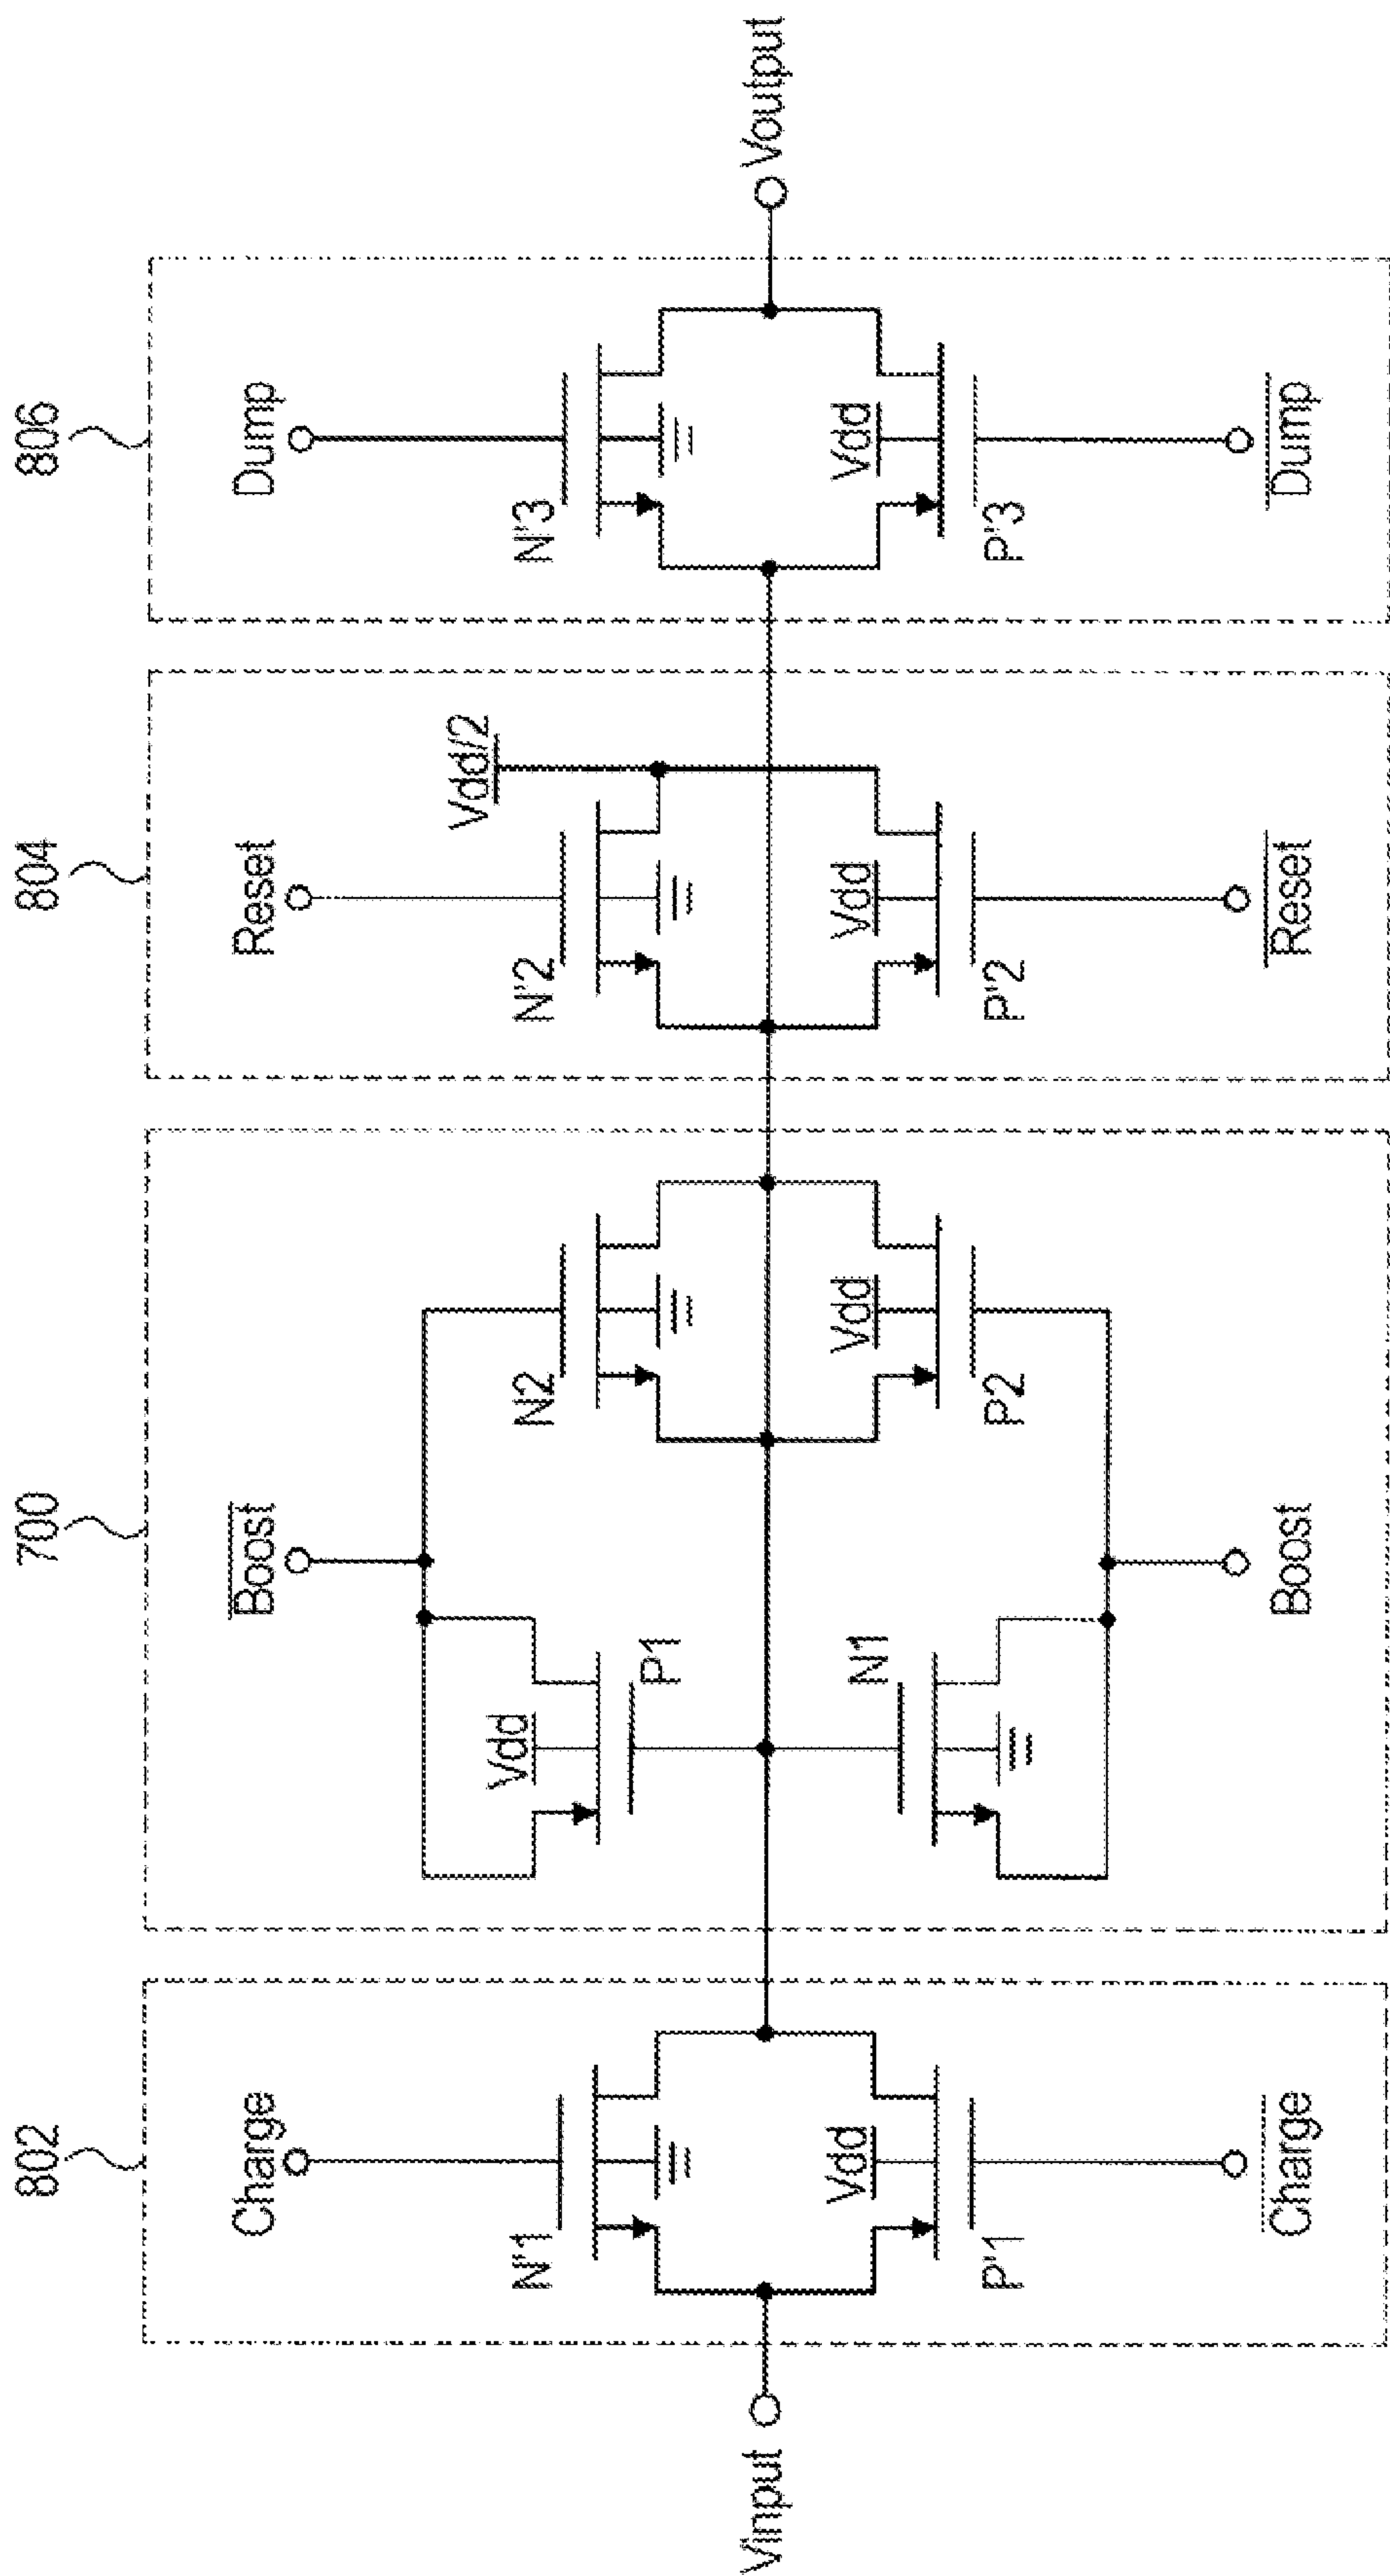 802
700
804
806
Charge
Boost
Reset
Dump
Vdd/2
N'1
Vdd
P1
N2
N'2
N'3
Vinput
Voutput
Vdd
Vdd
Vdd
Vdd
P'1
N1
P2
P'2
P'3
Charge
Boost
Reset
Dump